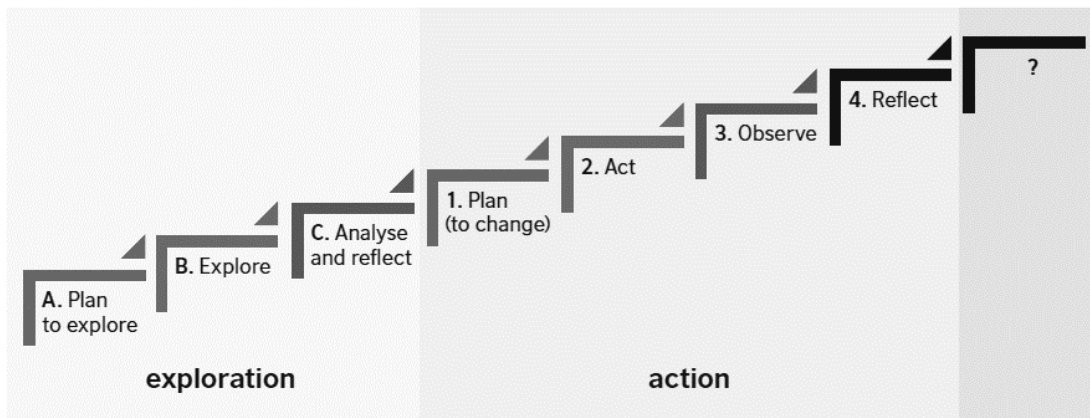 A. Plan
to explore
B. Explore
C. Analyse
and reflect
1. Plan
(to change)
2. Act
3. Observe
4. Reflect
?
exploration
action